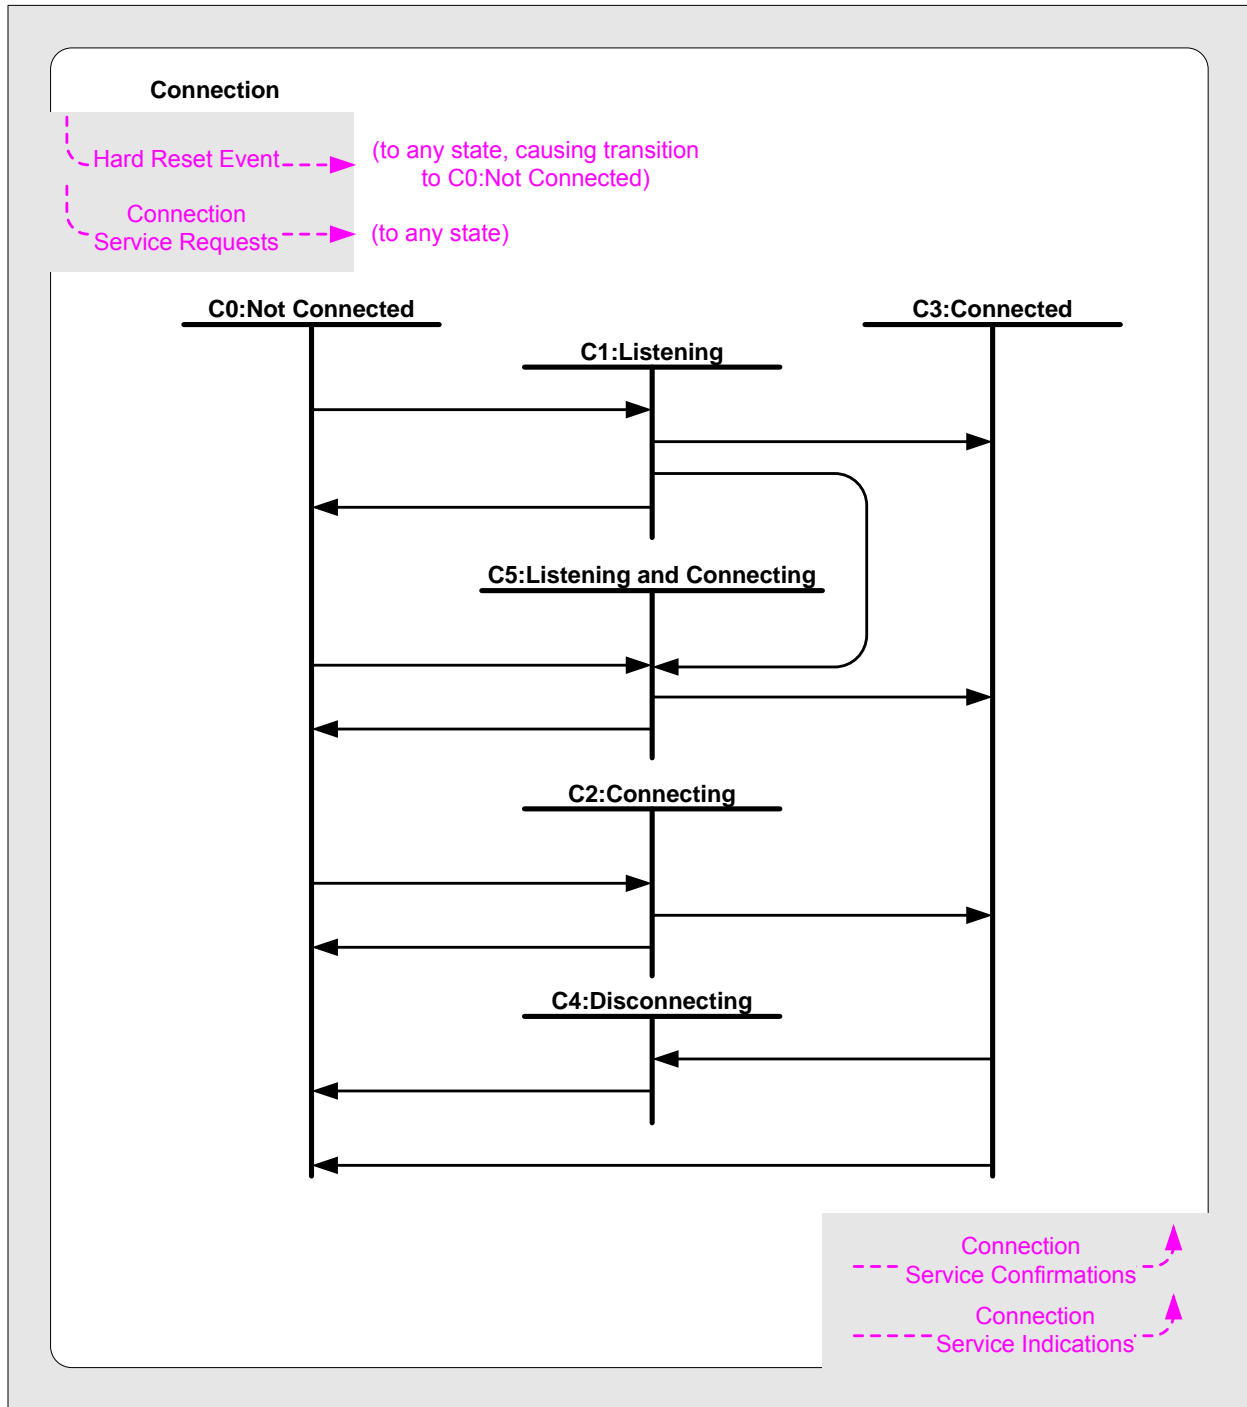 Connection
Hard Reset Event
(to any state, causing transition
to C0:Not Connected)
Connection
Service Requests
(to any state)
C0:Not Connected
C3:Connected
C1:Listening
C5:Listening and Connecting
C2:Connecting
C4:Disconnecting
Connection
Service Confirmations
Connection
Service Indications